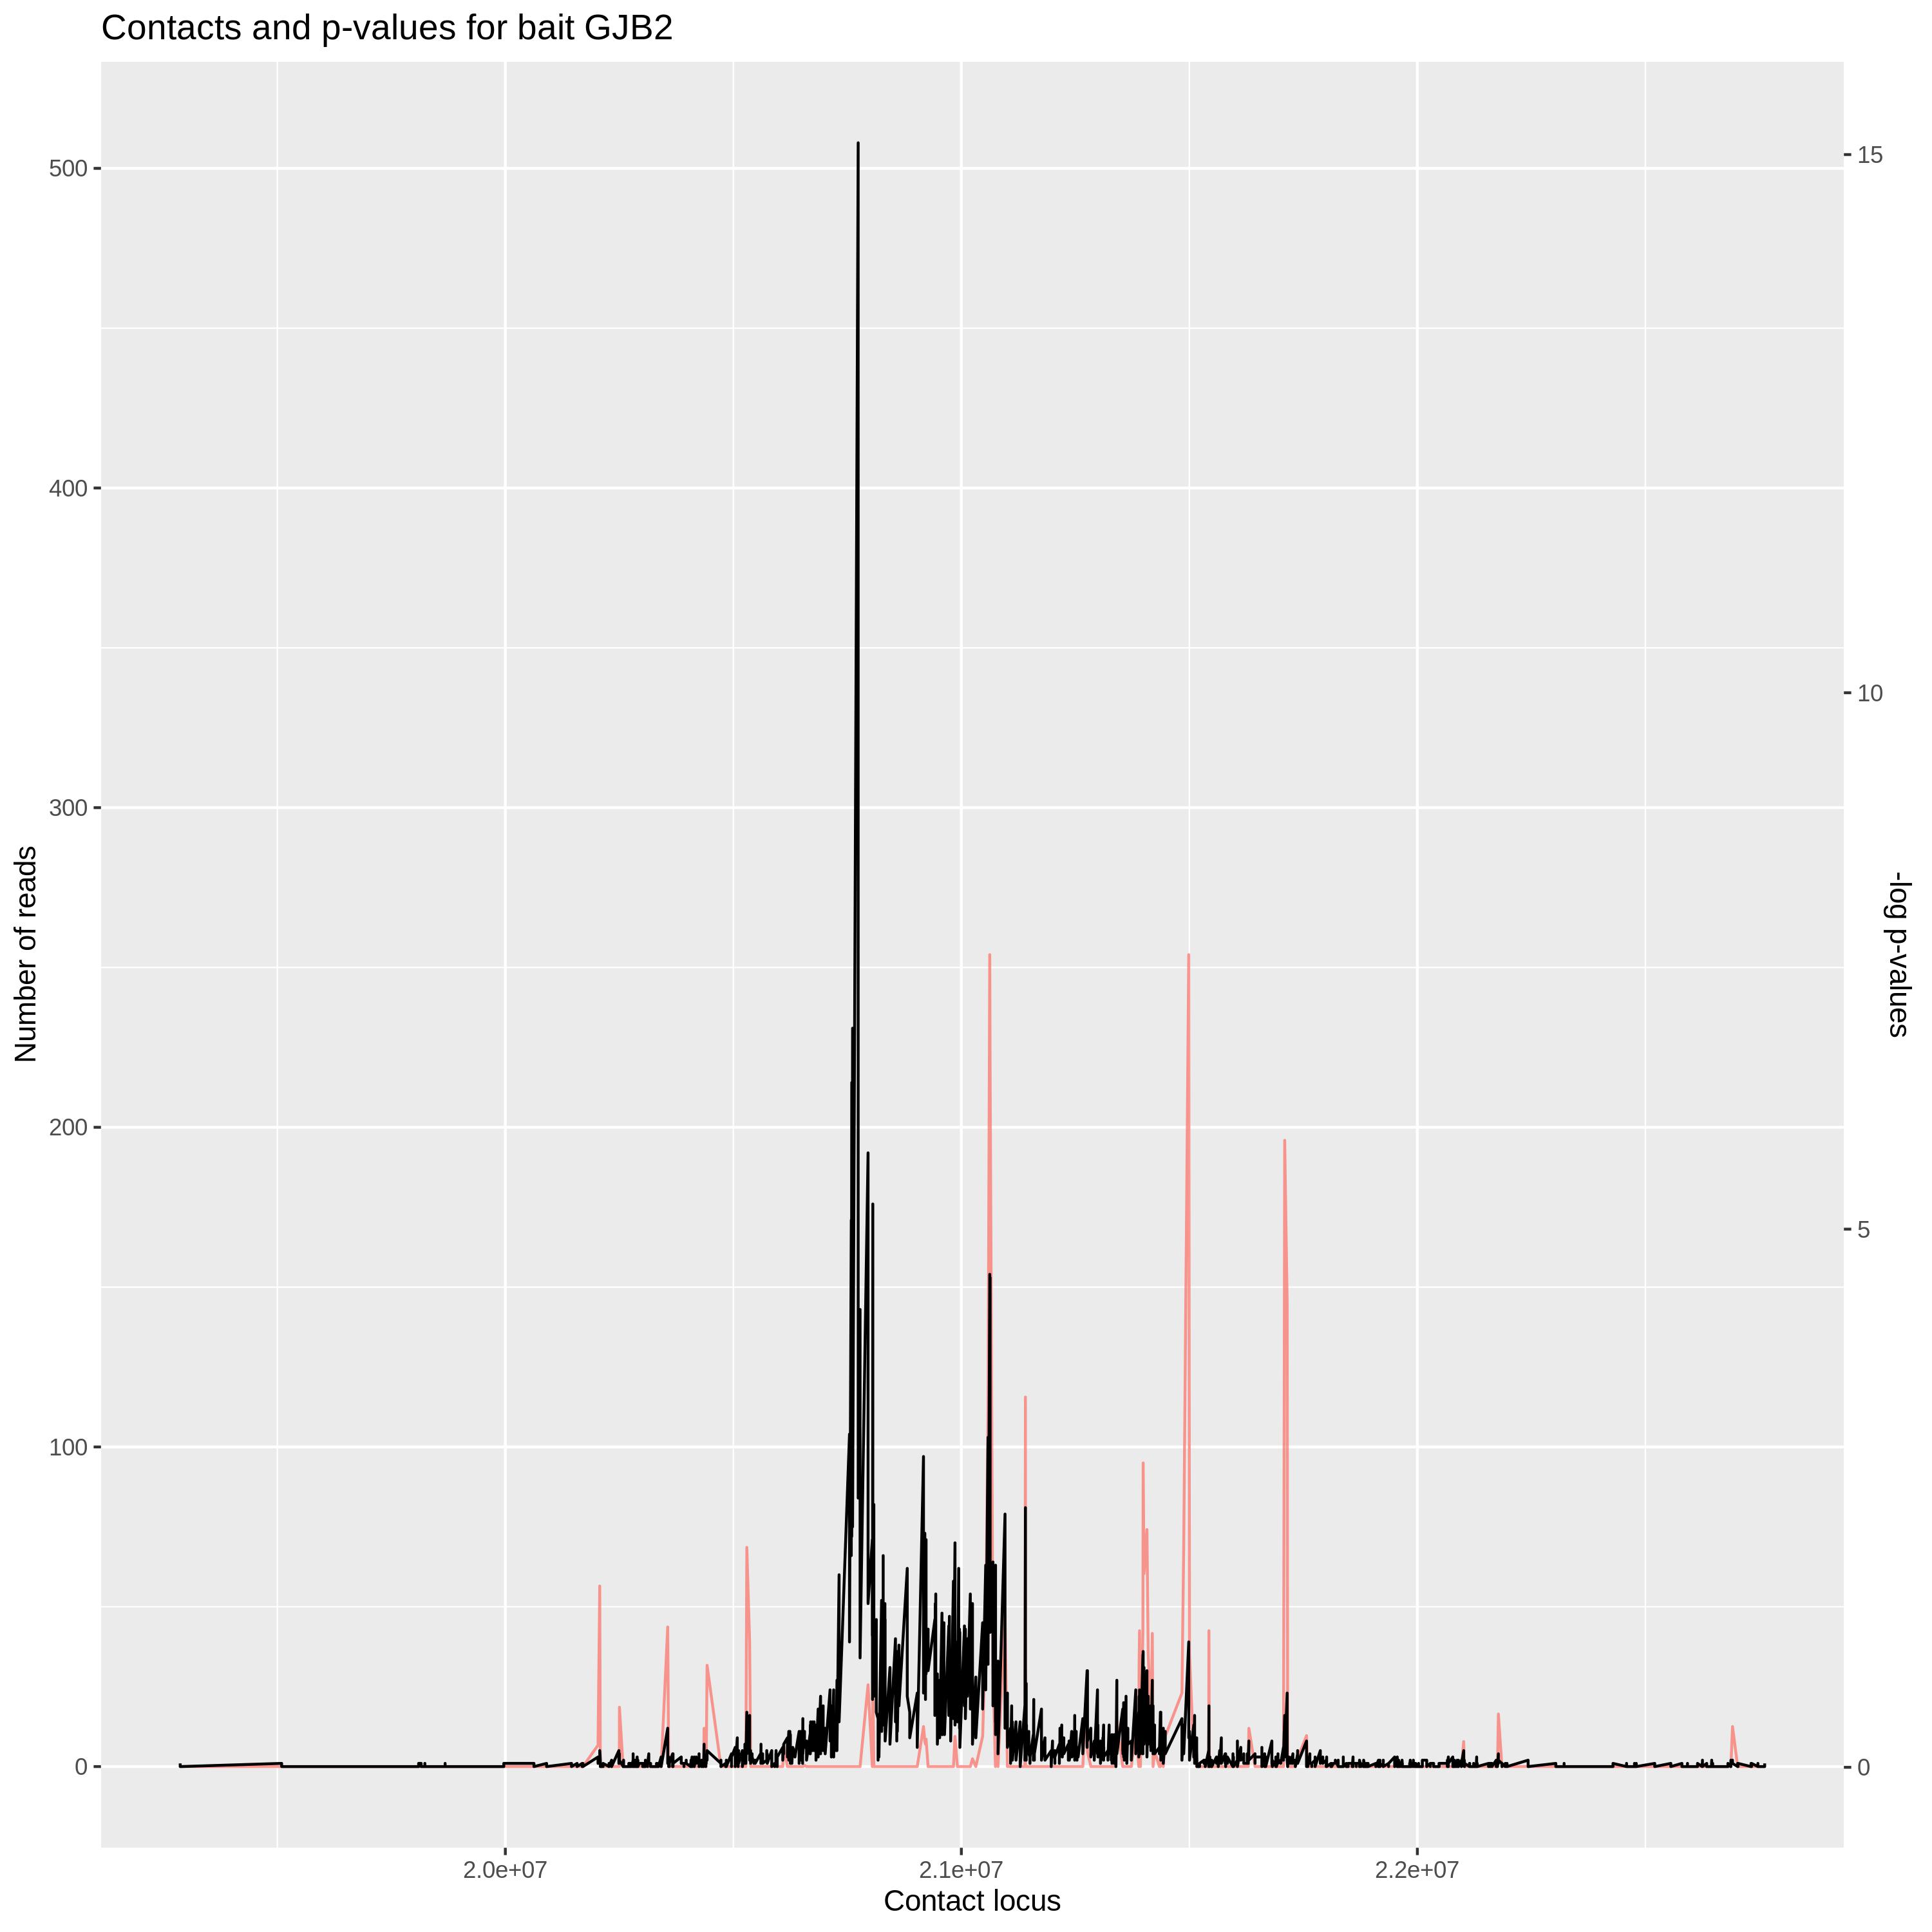 Contacts and p-values for bait GJB2
500
400
300
200
100
0
Number of reads
15
10
5
0
-log p-values
2.0e+07 2.1e+07 2.2e+07
Contact locus